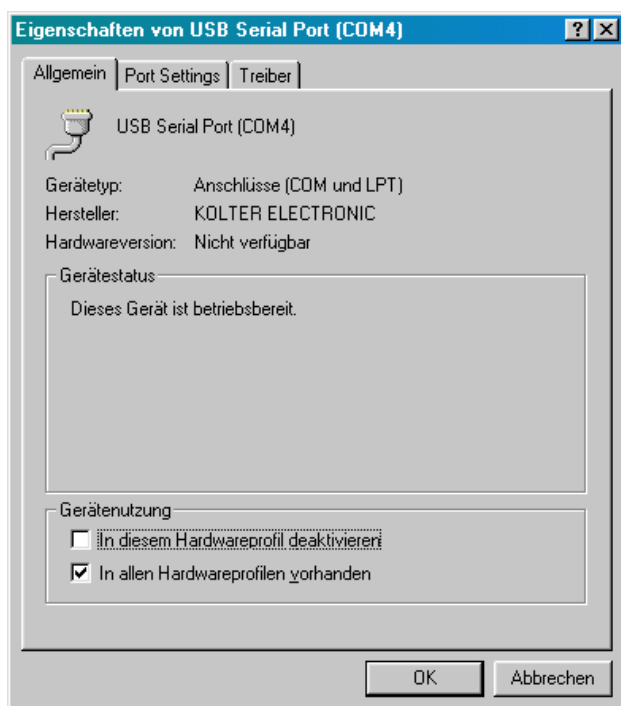 Eigenschaften von USB Serial Port (COM4)
Allgemein Port Settings Treiber
USB Serial Port (COM4)
Gerätetyp: Anschlüsse (COM und LPT)
Hersteller: KOLTER ELECTRONIC
Hardwareversion: Nicht verfügbar
Gerätestatus
Dieses Gerät ist betriebsbereit.
Gerätenutzung
In diesem Hardwareprofil deaktivieren
In allen Hardwareprofilen vorhanden
OK Abbrechen